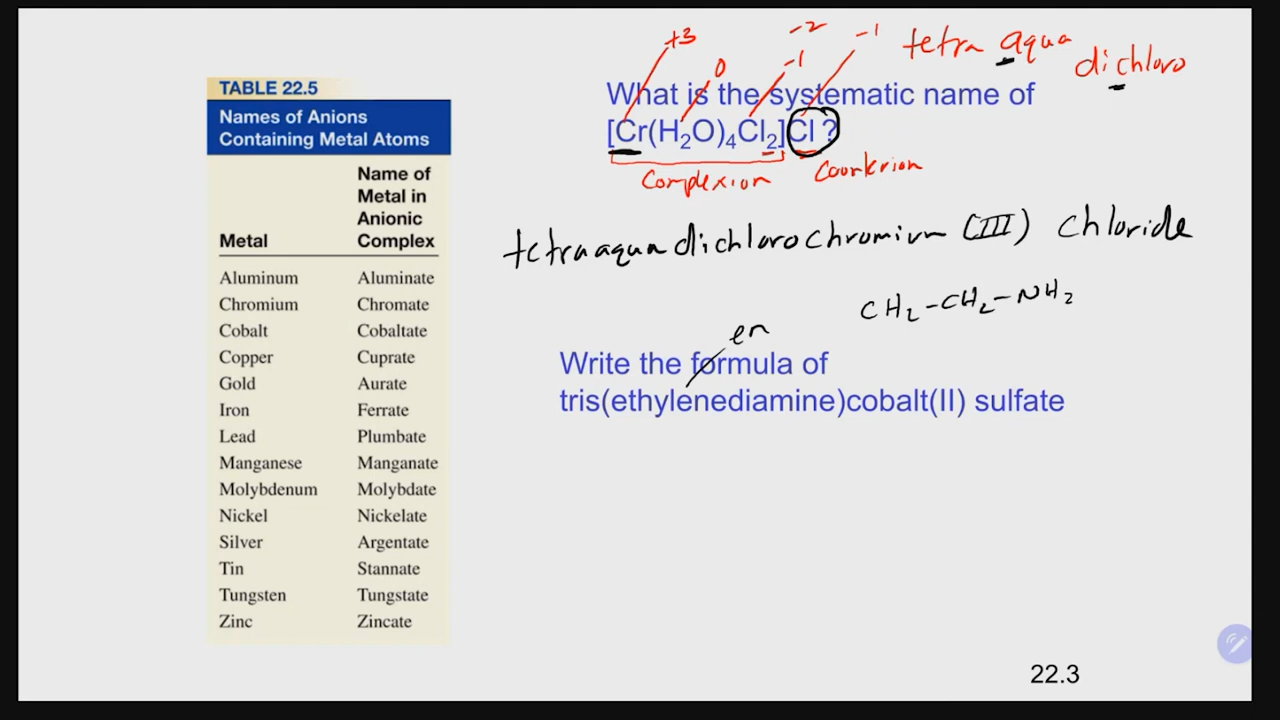 TABLE 22.5
Names of Anions
Containing Metal Atoms
Metal Name of Metal in Anionic Complex
Aluminum Aluminate
Chromium Chromate
Cobalt Cobaltate
Copper Cuprate
Gold Aurate
Iron Ferrate
Lead Plumbate
Manganese Manganate
Molybdenum Molybdate
Nickel Nickelate
Silver Argentate
Tin Stannate
Tungsten Tungstate
Zinc Zincate
+3 0 -1 -2 -1
tetra aqua
dichloro
What is the systematic name of
[Cr(H₂O)₄Cl₂]Cl ?
Complexion Counterion
tetraaquadichlorochromium (III) chloride
CH₂-CH₂-NH₂
en
Write the formula of
tris(ethylenediamine)cobalt(II) sulfate
22.3